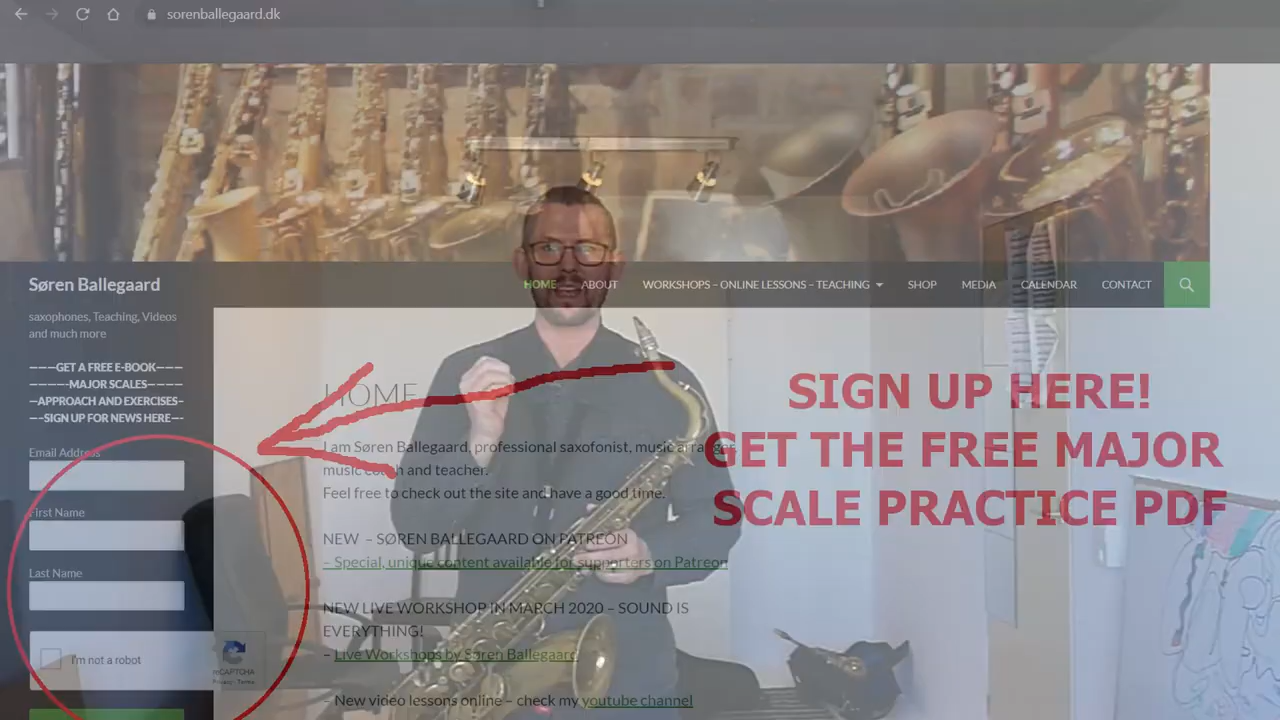 sorenballegaard.dk
Søren Ballegaard
HOME
ABOUT
WORKSHOPS – ONLINE LESSONS – TEACHING
SHOP
MEDIA
CALENDAR
CONTACT
saxophones, Teaching, Videos
and much more
———GET A FREE E-BOOK———
————-MAJOR SCALES————
–APPROACH AND EXERCISES–
—–SIGN UP FOR NEWS HERE—-
Email Address
First Name
Last Name
I'm not a robot
reCAPTCHA
Privacy - Terms
HOME
I am Søren Ballegaard, professional saxofonist, music arranger,
music coach and teacher.
Feel free to check out the site and have a good time.
NEW – SØREN BALLEGAARD ON PATREON
– Special, unique content available for supporters on Patreon
NEW LIVE WORKSHOP IN MARCH 2020 – SOUND IS
EVERYTHING!
– Live Workshops by Søren Ballegaard
– New video lessons online – check my youtube channel
SIGN UP HERE!
GET THE FREE MAJOR
SCALE PRACTICE PDF